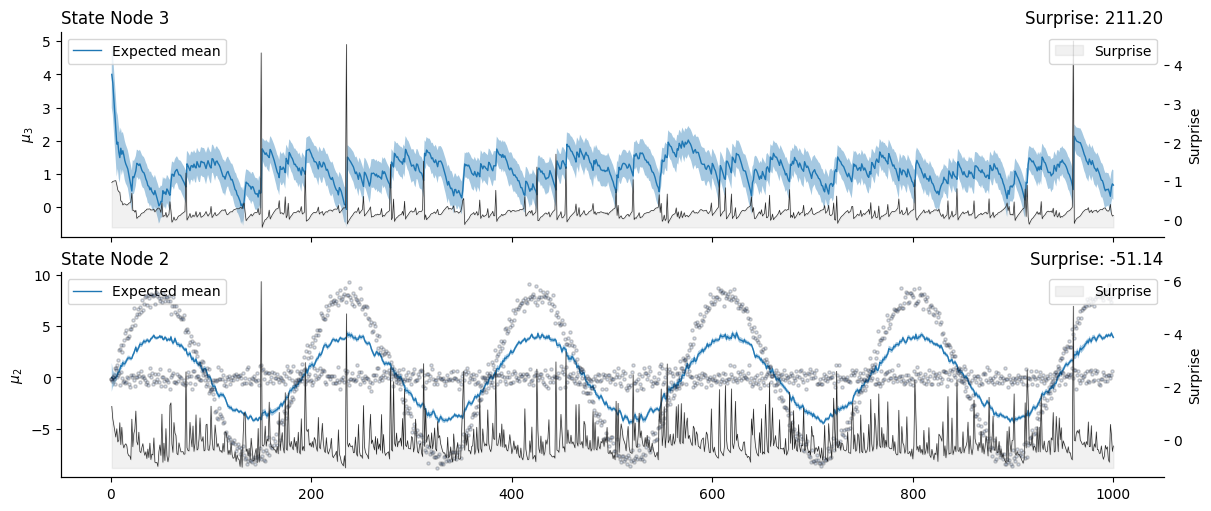 State Node 3
Surprise: 211.20
Expected mean
Surprise
5
4
3
2
1
0
μ3
4
3
2
1
0
Surprise
State Node 2
Surprise: -51.14
Expected mean
Surprise
10
5
0
−5
μ2
6
4
2
0
Surprise
0
200
400
600
800
1000